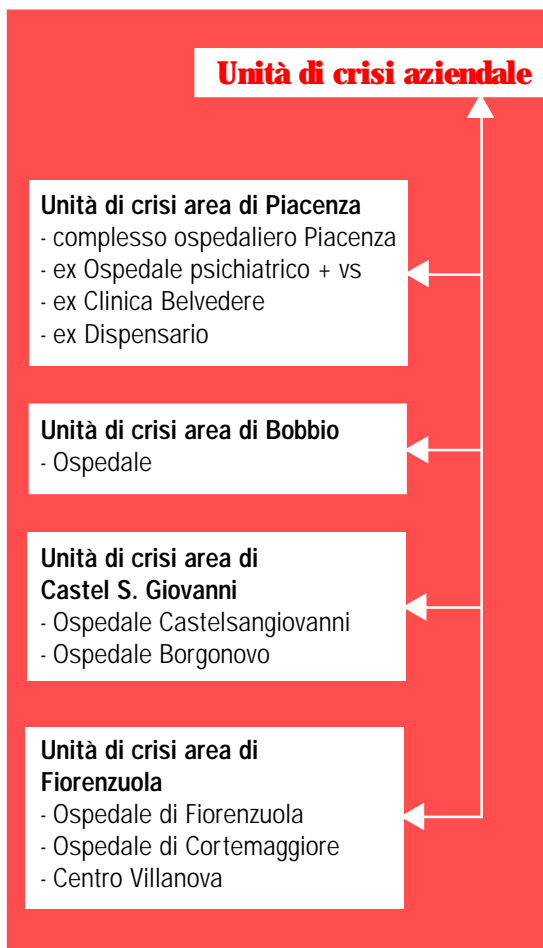 Unità di crisi aziendale
Unità di crisi area di Piacenza
- complesso ospedaliero Piacenza
- ex Ospedale psichiatrico + vs
- ex Clinica Belvedere
- ex Dispensario
Unità di crisi area di Bobbio
- Ospedale
Unità di crisi area di
Castel S. Giovanni
- Ospedale Castelsangiovanni
- Ospedale Borgonovo
Unità di crisi area di
Fiorenzuola
- Ospedale di Fiorenzuola
- Ospedale di Cortemaggiore
- Centro Villanova